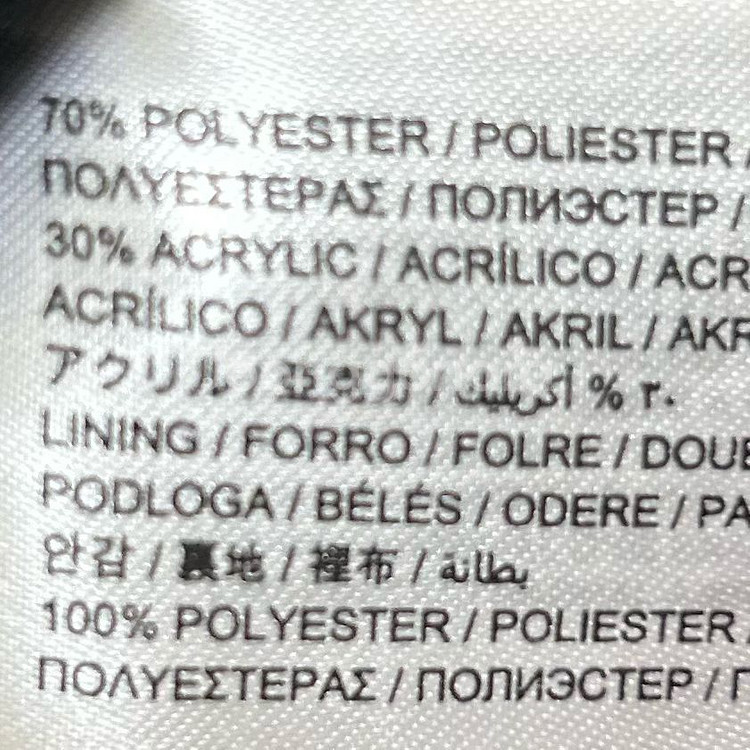 70% POLYESTER / POLIESTER /
ΠΟΛΥΕΣΤΕΡΑΣ / ПОЛИЭСТЕР /
30% ACRYLIC / ACRÍLICO / ACR
ACRÍLICO / AKRYL / AKRIL / AKR
アクリル / 亚克力 / أكريليك % ٣٠
LINING / FORRO / FOLRE / DOUB
PODLOGA / BÉLÉS / ODERE / PA
안감 / 裏地 / 裡布 / بطانة
100% POLYESTER / POLIESTER /
ΠΟΛΥΕΣΤΕΡΑΣ / ПОЛИЭСТЕР / П